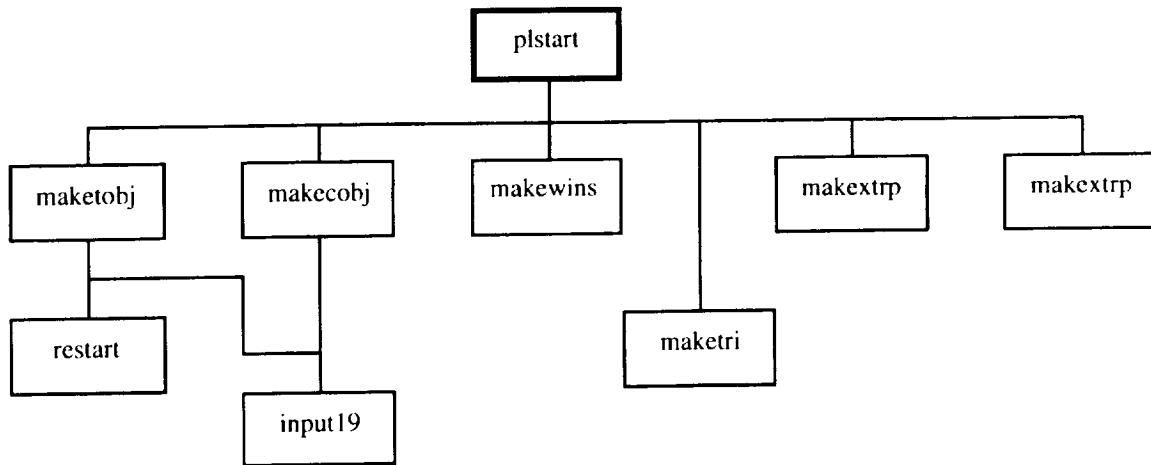 plstart
maketobj
makecobj
makewins
makextrp
makextrp
restart
maketri
input19